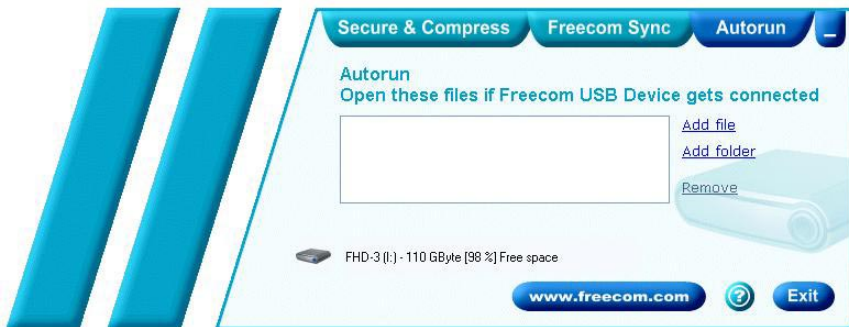 Secure & Compress Freecom Sync Autorun _
Autorun
Open these files if Freecom USB Device gets connected
Add file
Add folder
Remove
FHD-3 (I:) - 110 GByte [98 %] Free space
www.freecom.com ? Exit